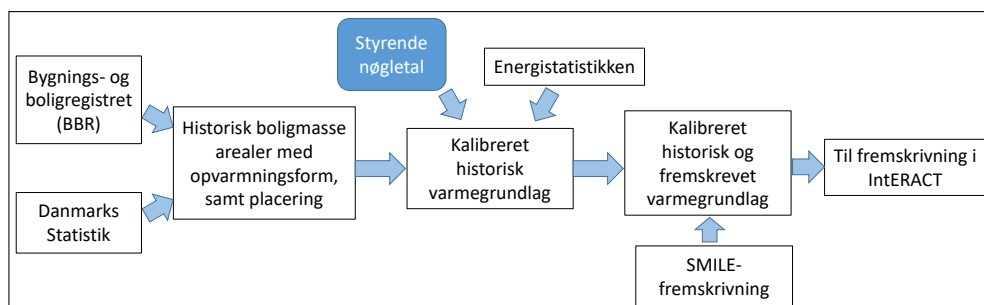 Styrende
nøgletal
Energistatistikken
Bygnings- og
boligregistret
(BBR)
Historisk boligmasse
arealer med
opvarmningsform,
samt placering
Kalibreret
historisk
varmegrundlag
Kalibreret
historisk og
fremskrevet
varmegrundlag
Til fremskrivning i
IntERACT
Danmarks
Statistik
SMILE-
fremskrivning